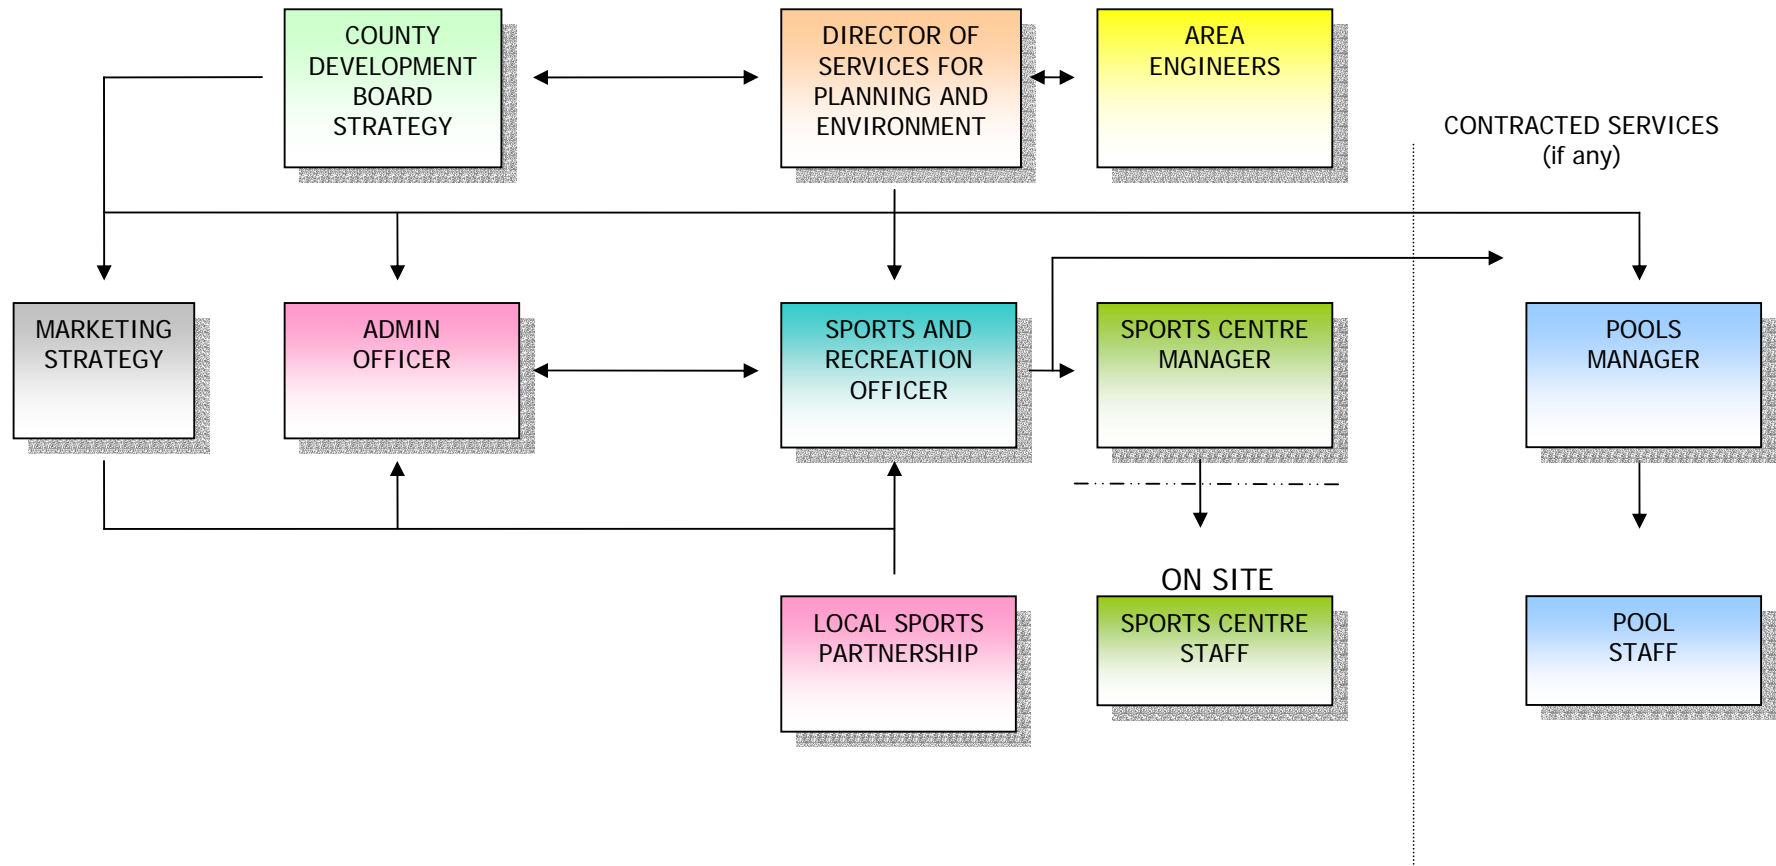 COUNTY
DEVELOPMENT
BOARD
STRATEGY
DIRECTOR OF
SERVICES FOR
PLANNING AND
ENVIRONMENT
AREA
ENGINEERS
CONTRACTED SERVICES
(if any)
MARKETING
STRATEGY
ADMIN
OFFICER
SPORTS AND
RECREATION
OFFICER
SPORTS CENTRE
MANAGER
POOLS
MANAGER
ON SITE
LOCAL SPORTS
PARTNERSHIP
SPORTS CENTRE
STAFF
POOL
STAFF